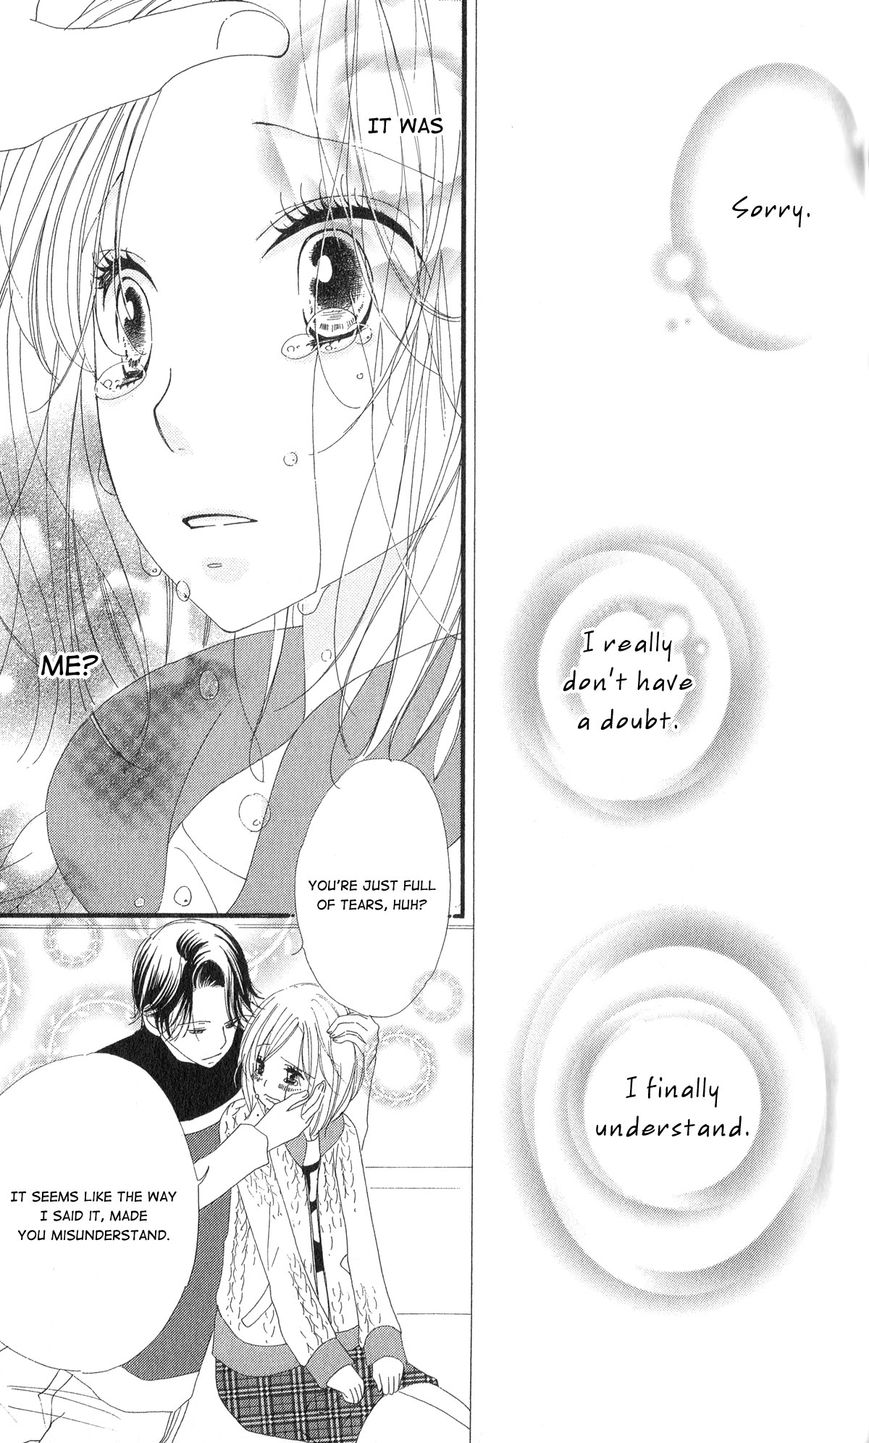 Sorry.
I really
don't have
a doubt.
I finally
understand.
IT WAS
ME?
YOU'RE JUST FULL
OF TEARS, HUH?
IT SEEMS LIKE THE WAY
I SAID IT, MADE
YOU MISUNDERSTAND.